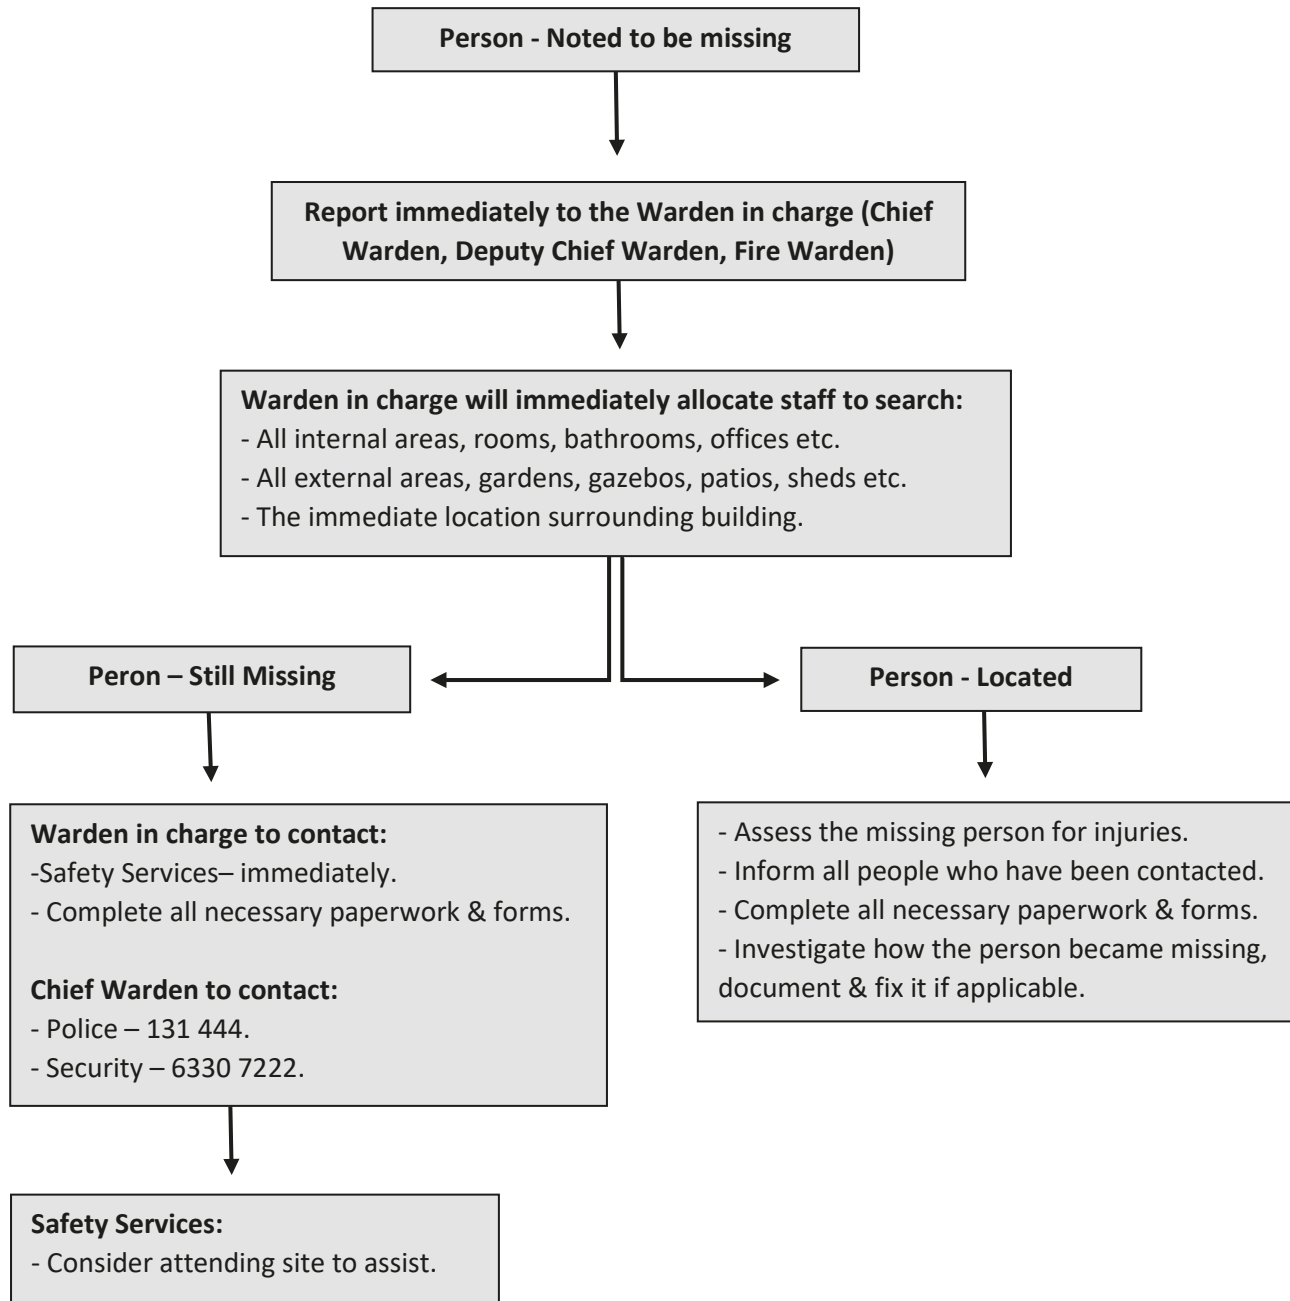 Person - Noted to be missing
Report immediately to the Warden in charge (Chief
Warden, Deputy Chief Warden, Fire Warden)
Warden in charge will immediately allocate staff to search:
- All internal areas, rooms, bathrooms, offices etc.
- All external areas, gardens, gazebos, patios, sheds etc.
- The immediate location surrounding building.
Peron – Still Missing
Person - Located
Warden in charge to contact:
-Safety Services– immediately.
- Complete all necessary paperwork & forms.
Chief Warden to contact:
- Police – 131 444.
- Security – 6330 7222.
- Assess the missing person for injuries.
- Inform all people who have been contacted.
- Complete all necessary paperwork & forms.
- Investigate how the person became missing,
document & fix it if applicable.
Safety Services:
- Consider attending site to assist.